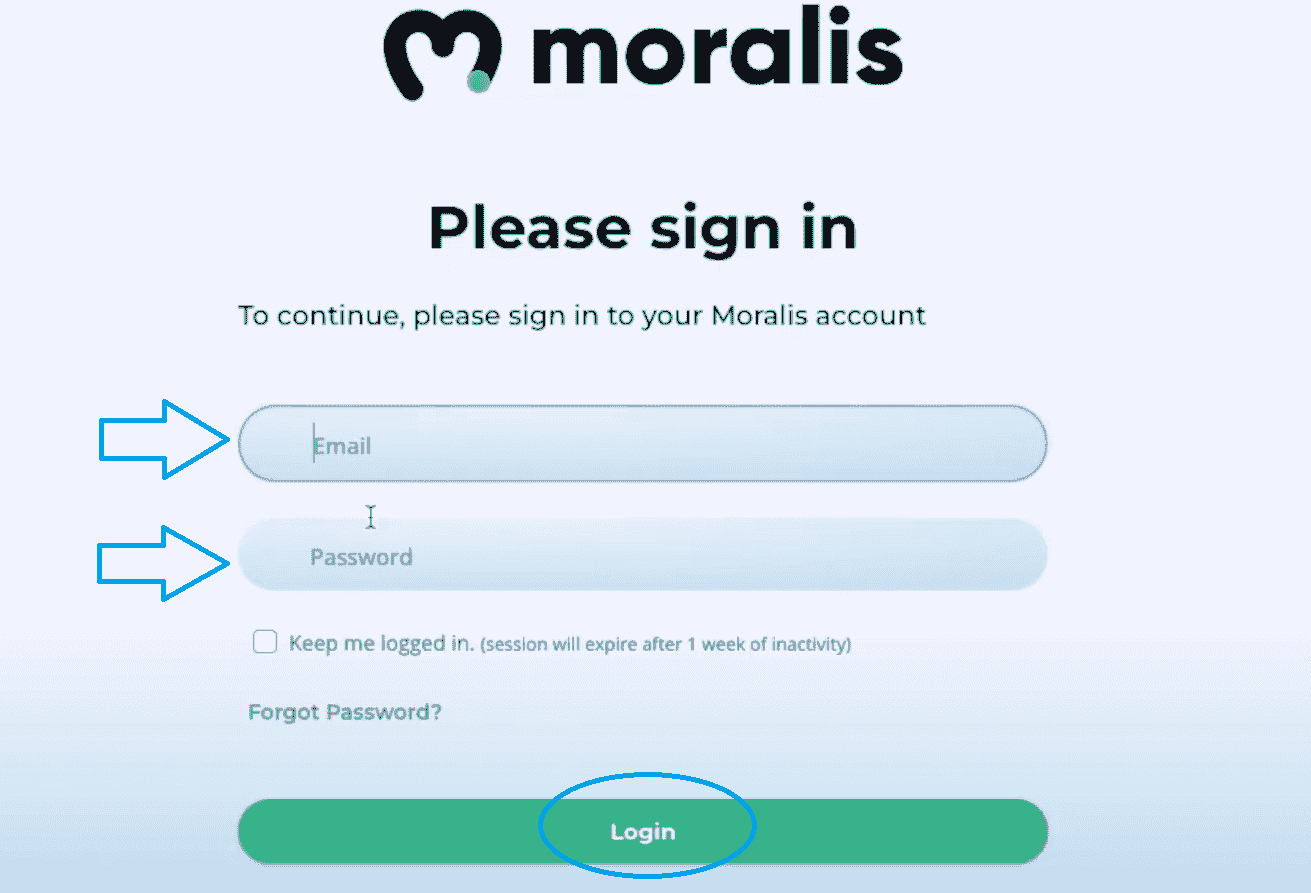 moralis
Please sign in
To continue, please sign in to your Moralis account
Email
Password
Keep me logged in. (session will expire after 1 week of inactivity)
Forgot Password?
Login